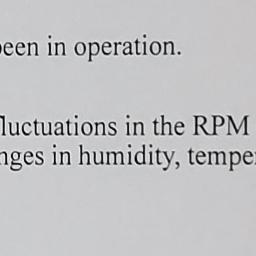 been in operation.
fluctuations in the RPM
nges in humidity, temper